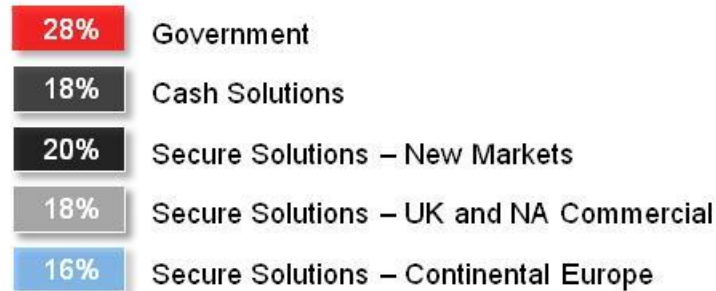 28% Government
18% Cash Solutions
20% Secure Solutions – New Markets
18% Secure Solutions – UK and NA Commercial
16% Secure Solutions – Continental Europe